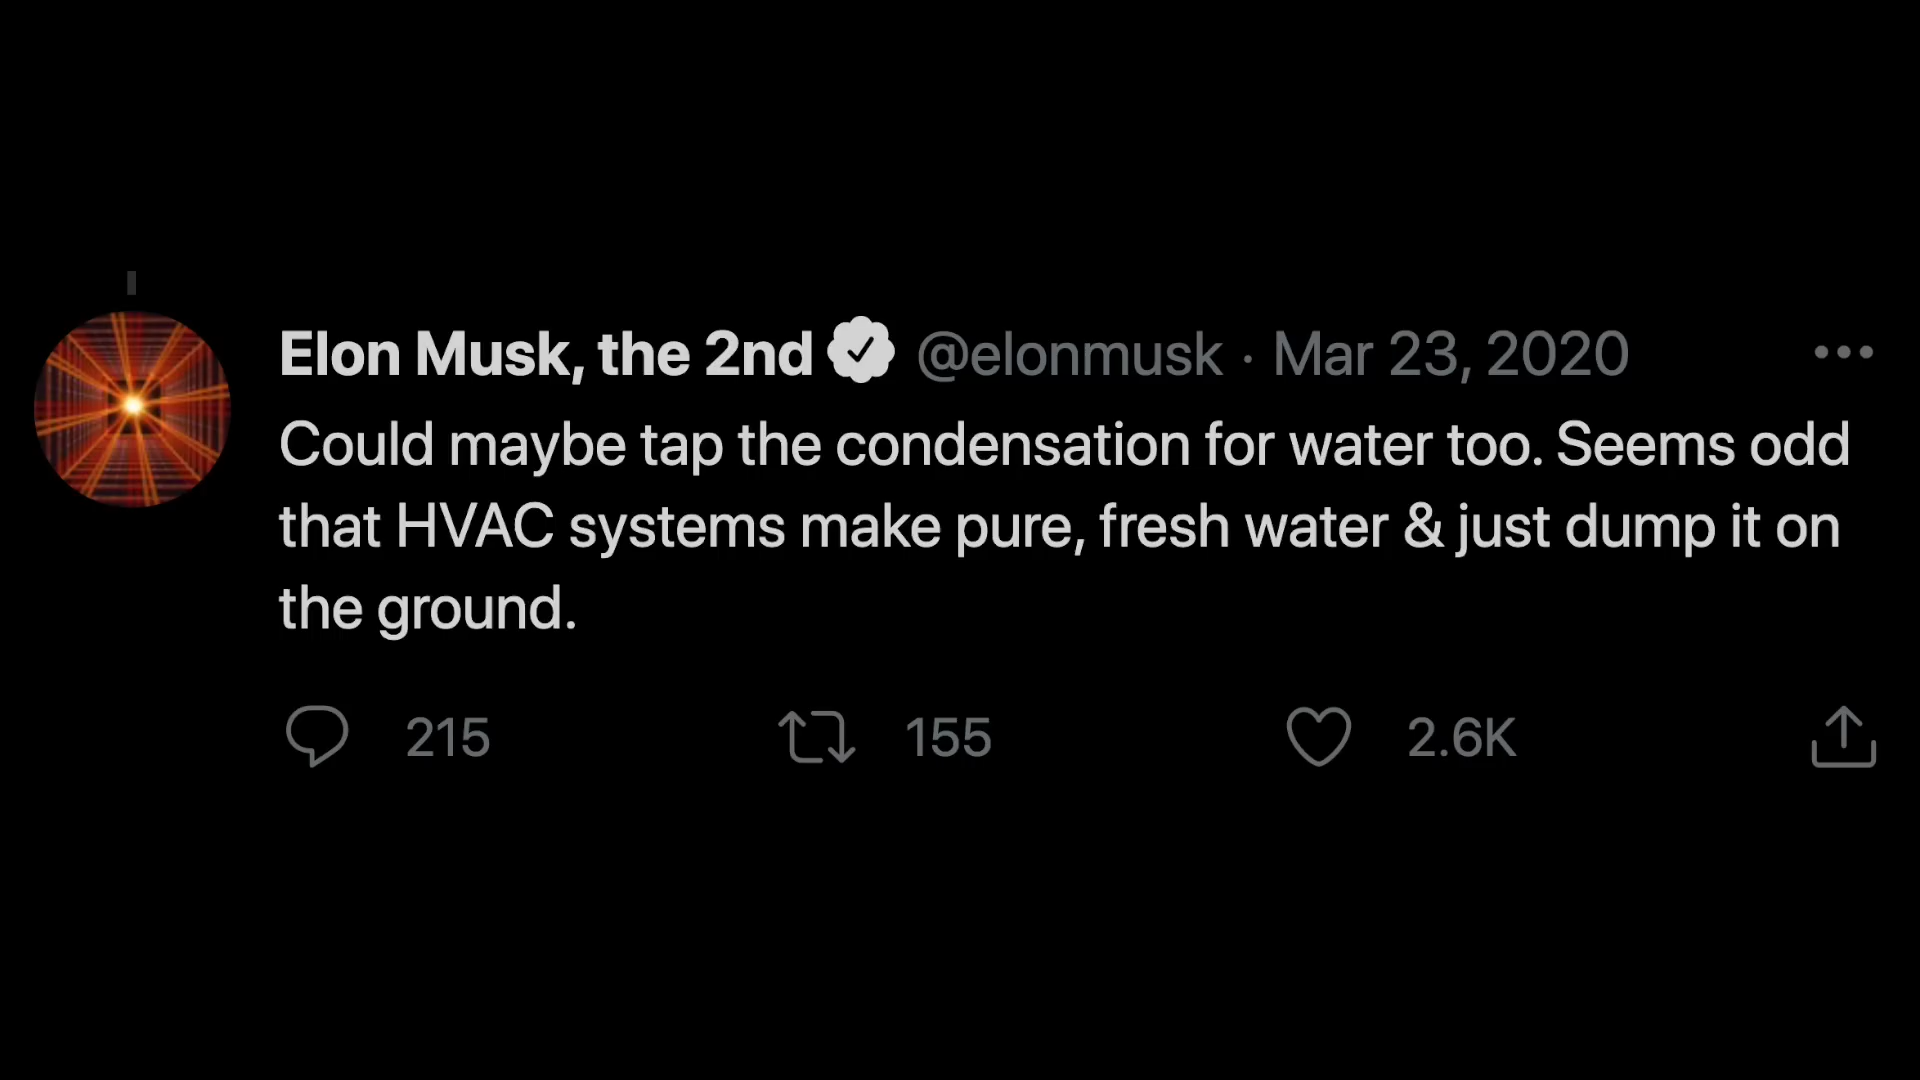 Elon Musk, the 2nd @elonmusk · Mar 23, 2020
Could maybe tap the condensation for water too. Seems odd
that HVAC systems make pure, fresh water & just dump it on
the ground.
215 155 2.6K